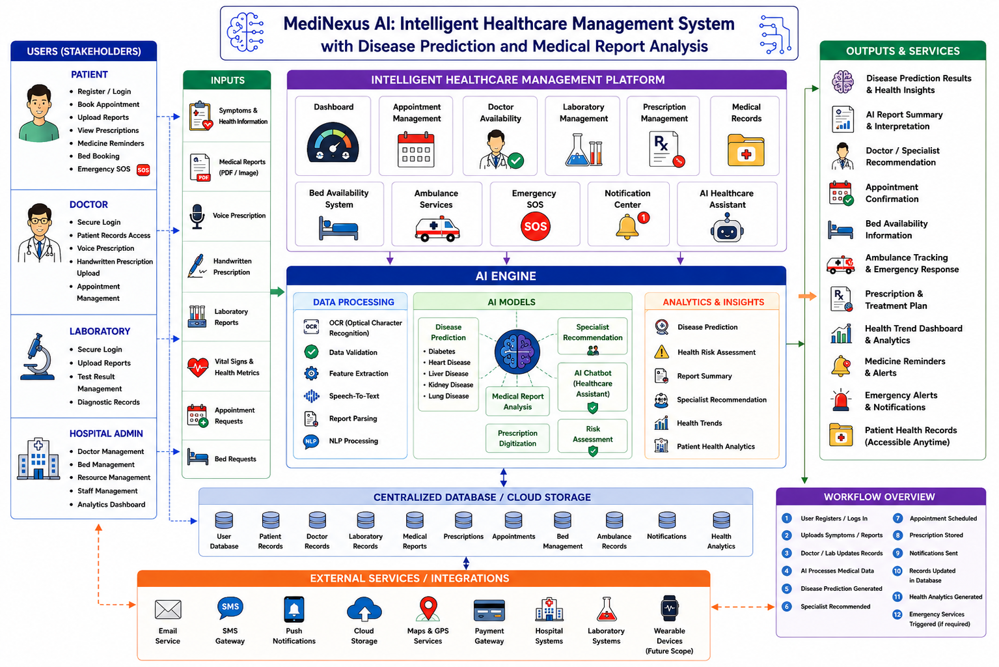 MediNexus AI: Intelligent Healthcare Management System
with Disease Prediction and Medical Report Analysis
USERS (STAKEHOLDERS)
PATIENT
• Register / Login
• Book Appointment
• Upload Reports
• View Prescriptions
• Medicine Reminders
• Bed Booking
• Emergency SOS
SOS
DOCTOR
• Secure Login
• Patient Records Access
• Voice Prescription
• Handwritten Prescription
Upload
• Appointment
Management
LABORATORY
• Secure Login
• Upload Reports
• Test Result
Management
• Diagnostic Records
HOSPITAL ADMIN
• Doctor Management
• Bed Management
• Resource Management
• Staff Management
• Analytics Dashboard
INPUTS
Symptoms &
Health Information
Medical Reports
(PDF / Image)
PDF
Voice Prescription
Handwritten
Prescription
Laboratory
Reports
Vital Signs &
Health Metrics
Appointment
Requests
Bed Requests
INTELLIGENT HEALTHCARE MANAGEMENT PLATFORM
Dashboard
Appointment
Management
Doctor
Availability
Laboratory
Management
Prescription
Management
Rx
Medical
Records
Bed Availability
System
Ambulance
Services
Emergency
SOS
SOS
Notification
Center
1
AI Healthcare
Assistant
AI ENGINE
DATA PROCESSING
OCR
OCR (Optical Character
Recognition)
Data Validation
Feature Extraction
Speech-To-Text
Report Parsing
NLP
NLP Processing
AI MODELS
Disease
Prediction
• Diabetes
• Heart Disease
• Liver Disease
• Kidney Disease
• Lung Disease
Specialist
Recommendation
AI Chatbot
(Healthcare
Assistant)
Medical Report
Analysis
Prescription
Digitization
Risk
Assessment
ANALYTICS & INSIGHTS
Disease Prediction
Health Risk Assessment
Report Summary
Specialist Recommendation
Health Trends
Patient Health Analytics
CENTRALIZED DATABASE / CLOUD STORAGE
User
Database
Patient
Records
Doctor
Records
Laboratory
Records
Medical
Reports
Prescriptions
Appointments
Bed
Management
Ambulance
Records
Notifications
Health
Analytics
EXTERNAL SERVICES / INTEGRATIONS
Email
Service
SMS
SMS
Gateway
Push
Notifications
Cloud
Storage
Maps & GPS
Services
Payment
Gateway
Hospital
Systems
Laboratory
Systems
Wearable
Devices
(Future Scope)
OUTPUTS & SERVICES
Disease Prediction Results
& Health Insights
AI Report Summary
& Interpretation
Doctor / Specialist
Recommendation
Appointment
Confirmation
Bed Availability
Information
Ambulance Tracking
& Emergency Response
Rx
Prescription &
Treatment Plan
Health Trend Dashboard
& Analytics
Medicine Reminders
& Alerts
Emergency Alerts
& Notifications
Patient Health Records
(Accessible Anytime)
WORKFLOW OVERVIEW
1 User Registers / Logs In
2 Uploads Symptoms / Reports
3 Doctor / Lab Updates Records
4 AI Processes Medical Data
5 Disease Prediction Generated
6 Specialist Recommended
7 Appointment Scheduled
8 Prescription Stored
9 Notifications Sent
10 Records Updated
in Database
11 Health Analytics Generated
12 Emergency Services
Triggered (if required)